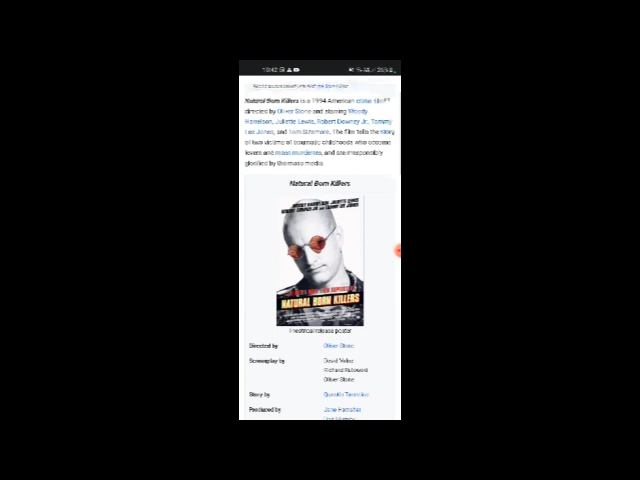 Natural Born Killers is a 1994 American crime film
directed by Oliver Stone and starring Woody
Harrelson, Juliette Lewis, Robert Downey Jr., Tommy
Lee Jones, and Tom Sizemore. The film tells the story
of two victims of traumatic childhoods who become
lovers and mass murderers, and are irresponsibly
glorified by the mass media.
Natural Born Killers
NATURAL BORN KILLERS
Theatrical release poster
Directed by Oliver Stone
Screenplay by David Veloz
Richard Rutowski
Oliver Stone
Story by Quentin Tarantino
Produced by Jane Hamsher